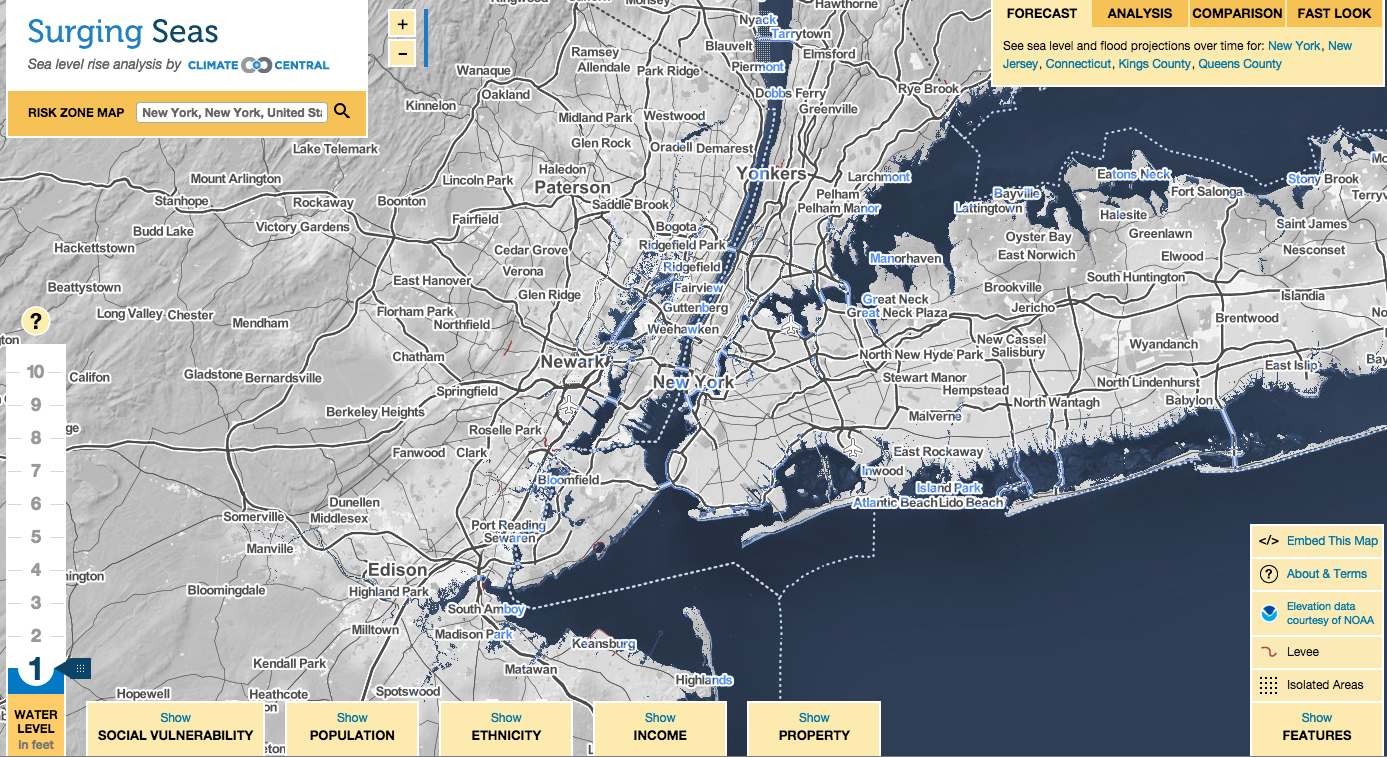 Surging Seas
Sea level rise analysis by CLIMATE CENTRAL
RISK ZONE MAP
New York, New York, United St
+
−
FORECAST
ANALYSIS
COMPARISON
FAST LOOK
See sea level and flood projections over time for: New York, New
Jersey, Connecticut, Kings County, Queens County
Hawthorne
Nyack
Tarrytown
Blauvelt
Elmsford
Ramsey
Allendale
Park Ridge
Piermont
Wanaque
Oakland
Dobbs Ferry
Rye Brook
Kinnelon
Greenville
Midland Park
Westwood
Lake Telemark
Glen Rock
Oradell
Demarest
Mount Arlington
Lincoln Park
Haledon
Paterson
Yonkers
Larchmont
Eatons Neck
Stony Brook
Stanhope
Rockaway
Boonton
Saddle Brook
Pelham
Pelham Manor
Bayville
Lattingtown
Fort Salonga
Budd Lake
Victory Gardens
Fairfield
Bogota
Halesite
Saint James
Hackettstown
Cedar Grove
Ridgefield Park
Oyster Bay
Greenlawn
Nesconset
Verona
Ridgefield
Manorhaven
East Norwich
Elwood
Beattystown
East Hanover
Glen Ridge
Fairview
Brookville
South Huntington
Long Valley
Chester
Mendham
Florham Park
Northfield
Guttenberg
Great Neck
Great Neck Plaza
Jericho
Islandia
Brentwood
Weehawken
New Cassel
Salisbury
Wyandanch
Chatham
Newark
North New Hyde Park
East Islip
Califon
Gladstone
Bernardsville
Springfield
New York
Stewart Manor
Hempstead
North Lindenhurst
Berkeley Heights
Malverne
North Wantagh
Babylon
Roselle Park
Fanwood
Clark
East Rockaway
Inwood
Bloomfield
Island Park
Atlantic Beach
Lido Beach
Dunellen
Somerville
Middlesex
Port Reading
Sewaren
Manville
Edison
Bloomingdale
Highland Park
South Amboy
Milltown
Madison Park
Keansburg
Kendall Park
Matawan
Highlands
Hopewell
Heathcote
Spotswood
?
10
9
8
7
6
5
4
3
2
1
WATER
LEVEL
in feet
Show
SOCIAL VULNERABILITY
Show
POPULATION
Show
ETHNICITY
Show
INCOME
Show
PROPERTY
</> Embed This Map
? About & Terms
Elevation data
courtesy of NOAA
Levee
Isolated Areas
Show
FEATURES